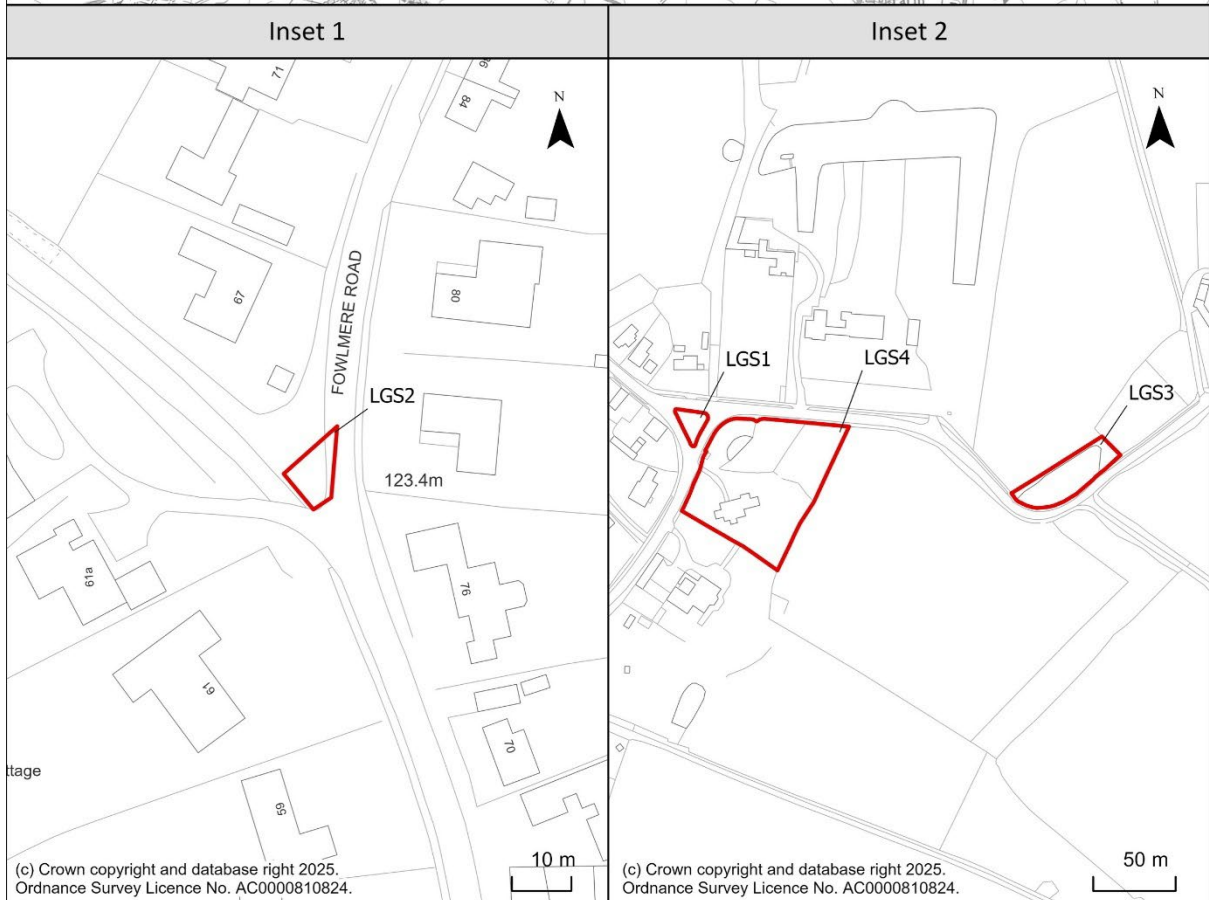 Inset 1
Inset 2
71
86
84
N
N
67
80
FOWLMERE ROAD
LGS2
123.4m
61a
76
61
70
ttage
59
LGS1
LGS4
LGS3
(c) Crown copyright and database right 2025.
Ordnance Survey Licence No. AC0000810824.
10 m
(c) Crown copyright and database right 2025.
Ordnance Survey Licence No. AC0000810824.
50 m